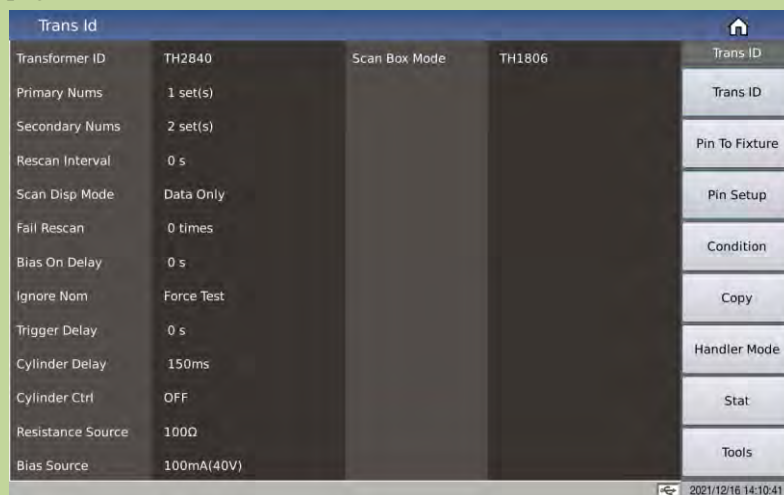 Trans Id
Transformer ID TH2840 Scan Box Mode TH1806
Primary Nums 1 set(s)
Secondary Nums 2 set(s)
Rescan Interval 0 s
Scan Disp Mode Data Only
Fail Rescan 0 times
Bias On Delay 0 s
Ignore Nom Force Test
Trigger Delay 0 s
Cylinder Delay 150ms
Cylinder Ctrl OFF
Resistance Source 100Ω
Bias Source 100mA(40V)
Trans ID
Trans ID
Pin To Fixture
Pin Setup
Condition
Copy
Handler Mode
Stat
Tools
2021/12/16 14:10:41